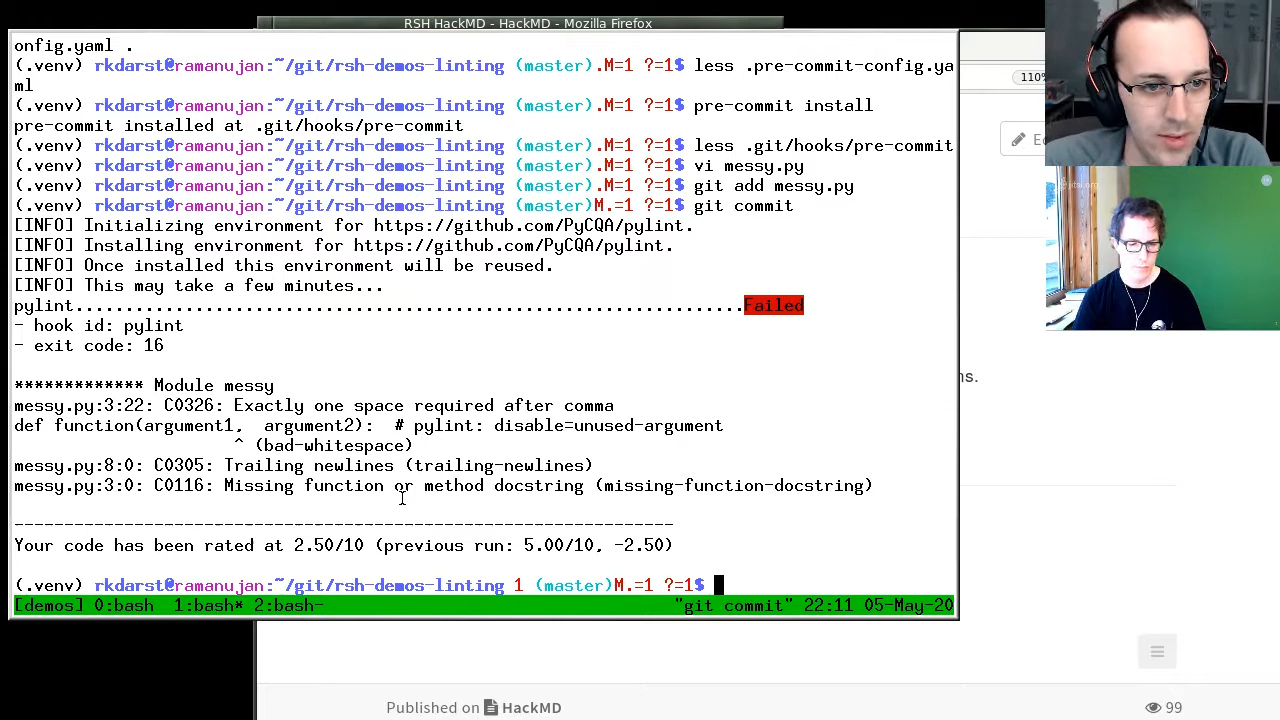 RSH HackMD - HackMD - Mozilla Firefox
onfig.yaml .
(.venv) rkdarst@ramanujan:~/git/rsh-demos-linting (master).M=1 ?=1$ less .pre-commit-config.ya
ml
(.venv) rkdarst@ramanujan:~/git/rsh-demos-linting (master).M=1 ?=1$ pre-commit install
pre-commit installed at .git/hooks/pre-commit
(.venv) rkdarst@ramanujan:~/git/rsh-demos-linting (master).M=1 ?=1$ less .git/hooks/pre-commit
(.venv) rkdarst@ramanujan:~/git/rsh-demos-linting (master).M=1 ?=1$ vi messy.py
(.venv) rkdarst@ramanujan:~/git/rsh-demos-linting (master).M=1 ?=1$ git add messy.py
(.venv) rkdarst@ramanujan:~/git/rsh-demos-linting (master)M.=1 ?=1$ git commit
[INFO] Initializing environment for https://github.com/PyCQA/pylint.
[INFO] Installing environment for https://github.com/PyCQA/pylint.
[INFO] Once installed this environment will be reused.
[INFO] This may take a few minutes...
pylint...................................................................Failed
- hook id: pylint
- exit code: 16
************* Module messy
messy.py:3:22: C0326: Exactly one space required after comma
def function(argument1,  argument2):  # pylint: disable=unused-argument
^ (bad-whitespace)
messy.py:8:0: C0305: Trailing newlines (trailing-newlines)
messy.py:3:0: C0116: Missing function or method docstring (missing-function-docstring)
------------------------------------------------------------------
Your code has been rated at 2.50/10 (previous run: 5.00/10, -2.50)
(.venv) rkdarst@ramanujan:~/git/rsh-demos-linting 1 (master)M.=1 ?=1$
[demos] 0:bash  1:bash* 2:bash- "git commit" 22:11 05-May-20
110%
ns.
jitsi.org
Published on HackMD
99